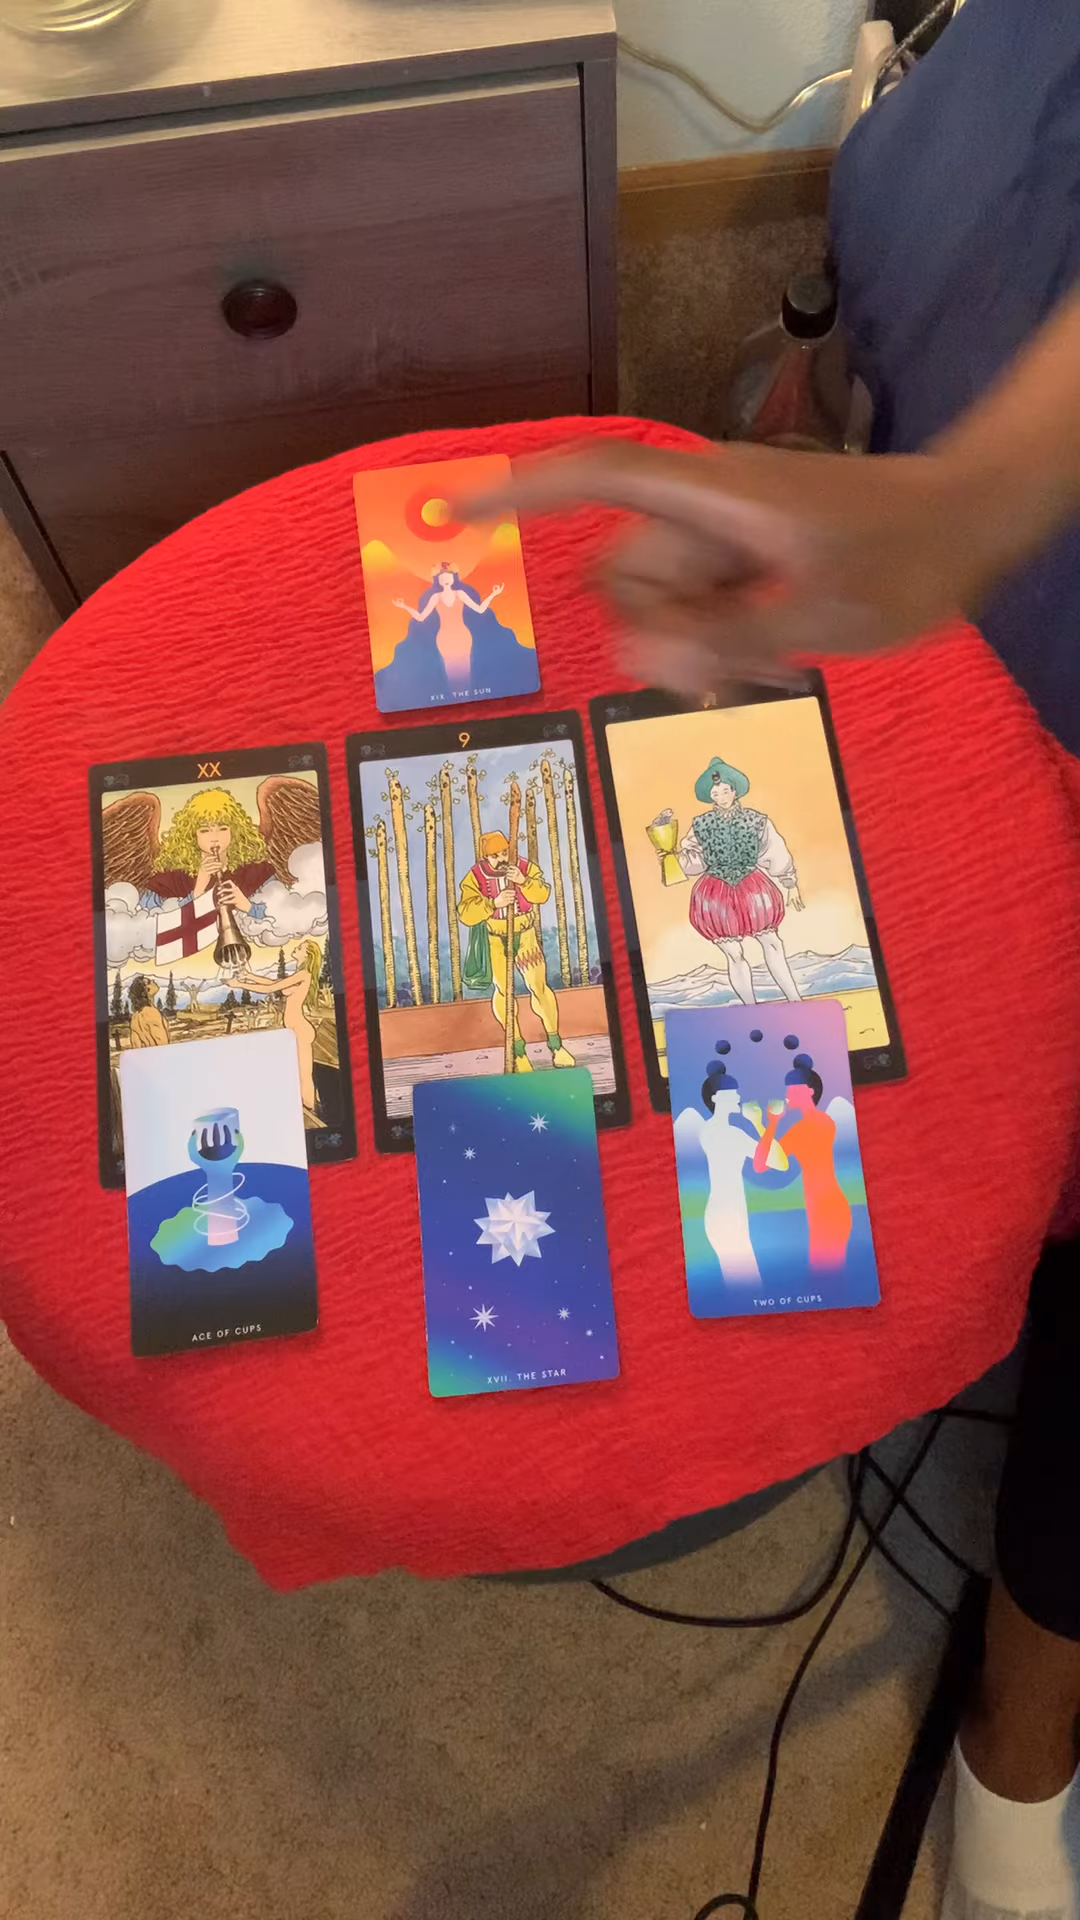 XIX. THE SUN
XX
9
ACE OF CUPS
XVII. THE STAR
TWO OF CUPS